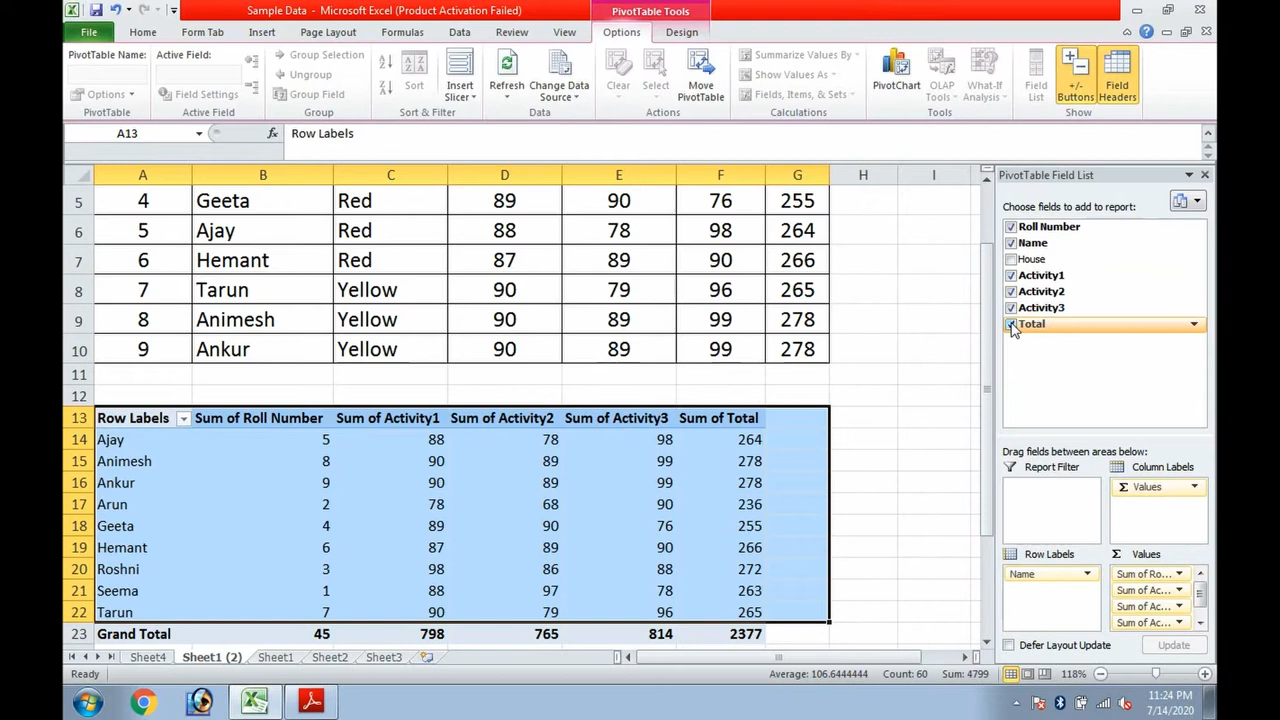 Sample Data - Microsoft Excel (Product Activation Failed)
PivotTable Tools
File Home Form Tab Insert Page Layout Formulas Data Review View Options Design
PivotTable Name: Active Field: Group Selection Summarize Values By
Ungroup Show Values As
Options Field Settings Group Field Sort Insert Slicer Refresh Change Data Source Clear Select Move PivotTable Fields, Items, & Sets PivotChart OLAP Tools What-If Analysis Field List +/- Buttons Field Headers
PivotTable Active Field Group Sort & Filter Data Actions Calculations Tools Show
A13 fx Row Labels
A B C D E F G H I
5 4 Geeta Red 89 90 76 255
6 5 Ajay Red 88 78 98 264
7 6 Hemant Red 87 89 90 266
8 7 Tarun Yellow 90 79 96 265
9 8 Animesh Yellow 90 89 99 278
10 9 Ankur Yellow 90 89 99 278
11
12
13 Row Labels Sum of Roll Number Sum of Activity1 Sum of Activity2 Sum of Activity3 Sum of Total
14 Ajay 5 88 78 98 264
15 Animesh 8 90 89 99 278
16 Ankur 9 90 89 99 278
17 Arun 2 78 68 90 236
18 Geeta 4 89 90 76 255
19 Hemant 6 87 89 90 266
20 Roshni 3 98 86 88 272
21 Seema 1 88 97 78 263
22 Tarun 7 90 79 96 265
23 Grand Total 45 798 765 814 2377
PivotTable Field List
Choose fields to add to report:
Roll Number
Name
House
Activity1
Activity2
Activity3
Total
Drag fields between areas below:
Report Filter Column Labels
Σ Values
Row Labels Σ Values
Name Sum of Ro...
Sum of Ac...
Sum of Ac...
Sum of Ac...
Defer Layout Update Update
Sheet4 Sheet1 (2) Sheet1 Sheet2 Sheet3
Ready Average: 106.6444444 Count: 60 Sum: 4799 118%
11:24 PM
7/14/2020